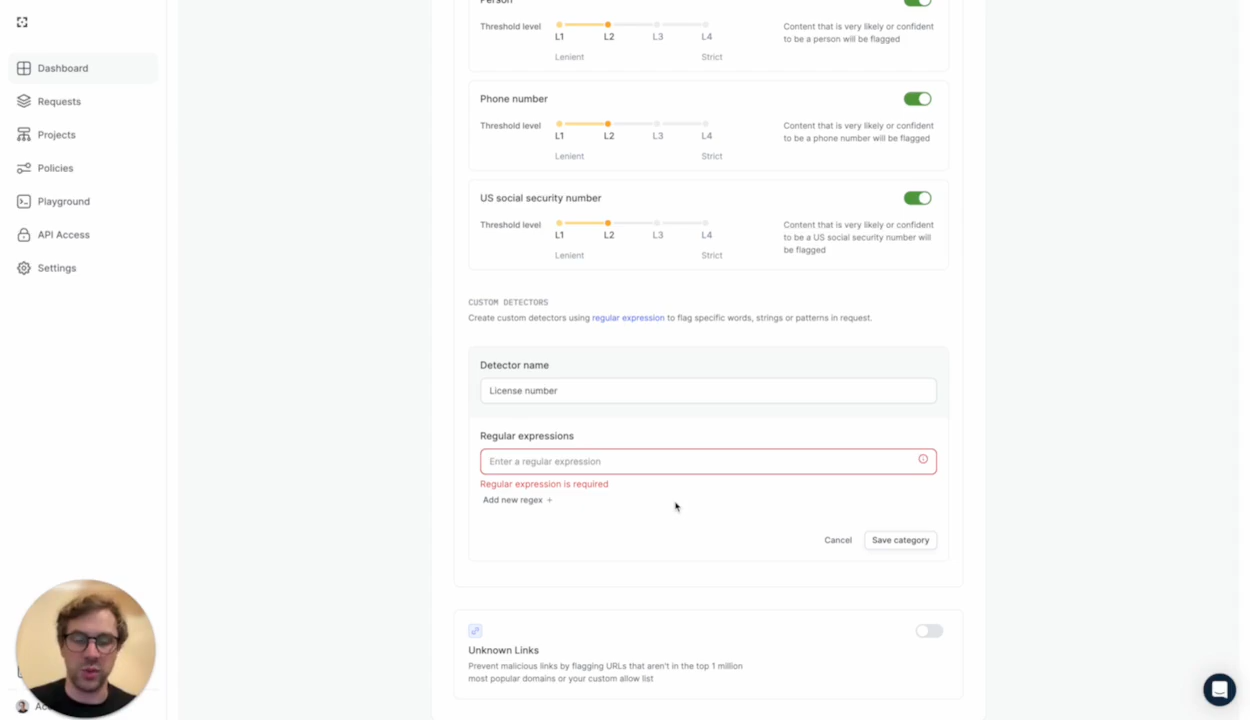 Dashboard
Requests
Projects
Policies
Playground
API Access
Settings
Person
Threshold level
L1 L2 L3 L4
Lenient Strict
Content that is very likely or confident
to be a person will be flagged
Phone number
Threshold level
L1 L2 L3 L4
Lenient Strict
Content that is very likely or confident
to be a phone number will be flagged
US social security number
Threshold level
L1 L2 L3 L4
Lenient Strict
Content that is very likely or confident
to be a US social security number will
be flagged
CUSTOM DETECTORS
Create custom detectors using regular expression to flag specific words, strings or patterns in request.
Detector name
License number
Regular expressions
Enter a regular expression
Regular expression is required
Add new regex +
Cancel Save category
Unknown Links
Prevent malicious links by flagging URLs that aren't in the top 1 million
most popular domains or your custom allow list